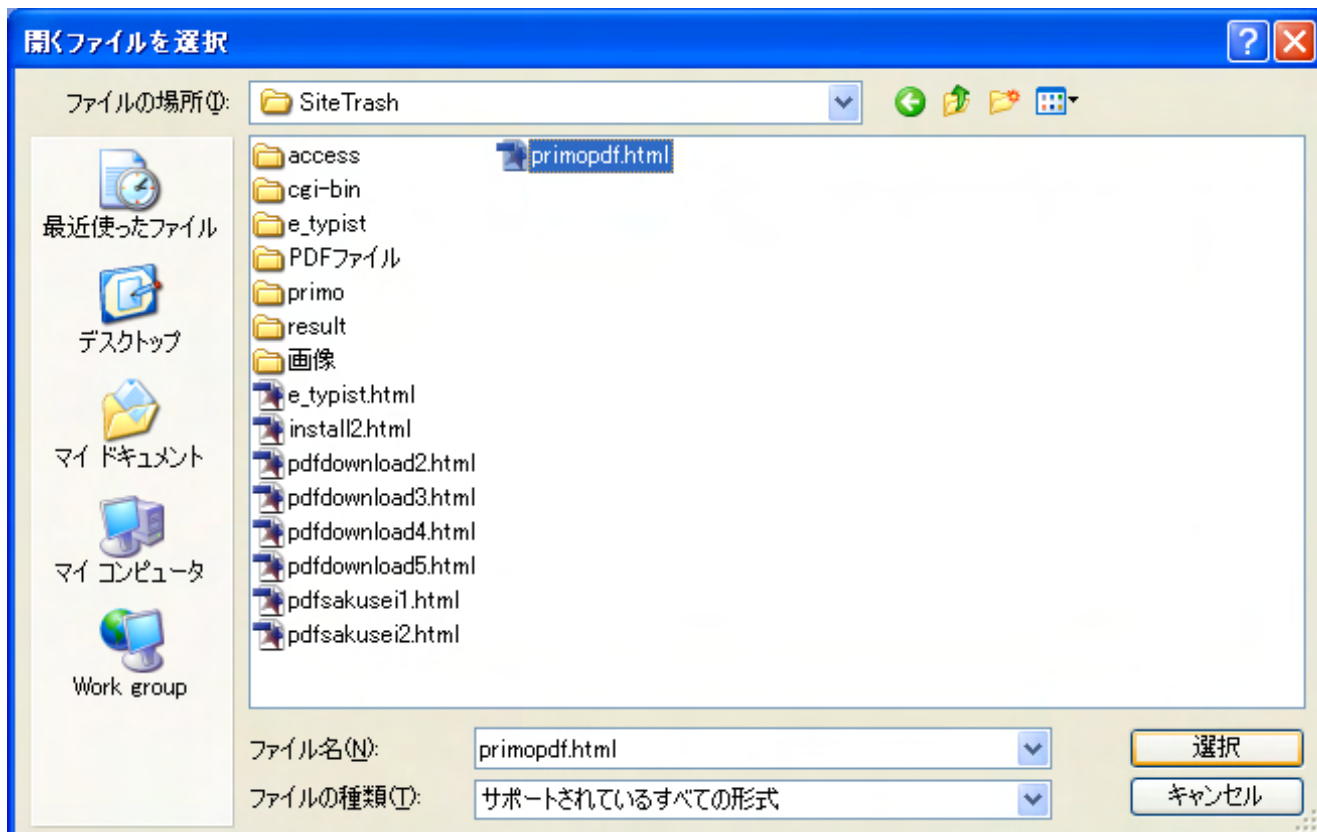 開くファイルを選択
ファイルの場所(I):
SiteTrash
最近使ったファイル
デスクトップ
マイ ドキュメント
マイ コンピュータ
Work group
access
cgi-bin
e_typist
PDFファイル
primo
result
画像
e_typist.html
install2.html
pdfdownload2.html
pdfdownload3.html
pdfdownload4.html
pdfdownload5.html
pdfsakusei1.html
pdfsakusei2.html
primopdf.html
ファイル名(N):
primopdf.html
選択
ファイルの種類(T):
サポートされているすべての形式
キャンセル